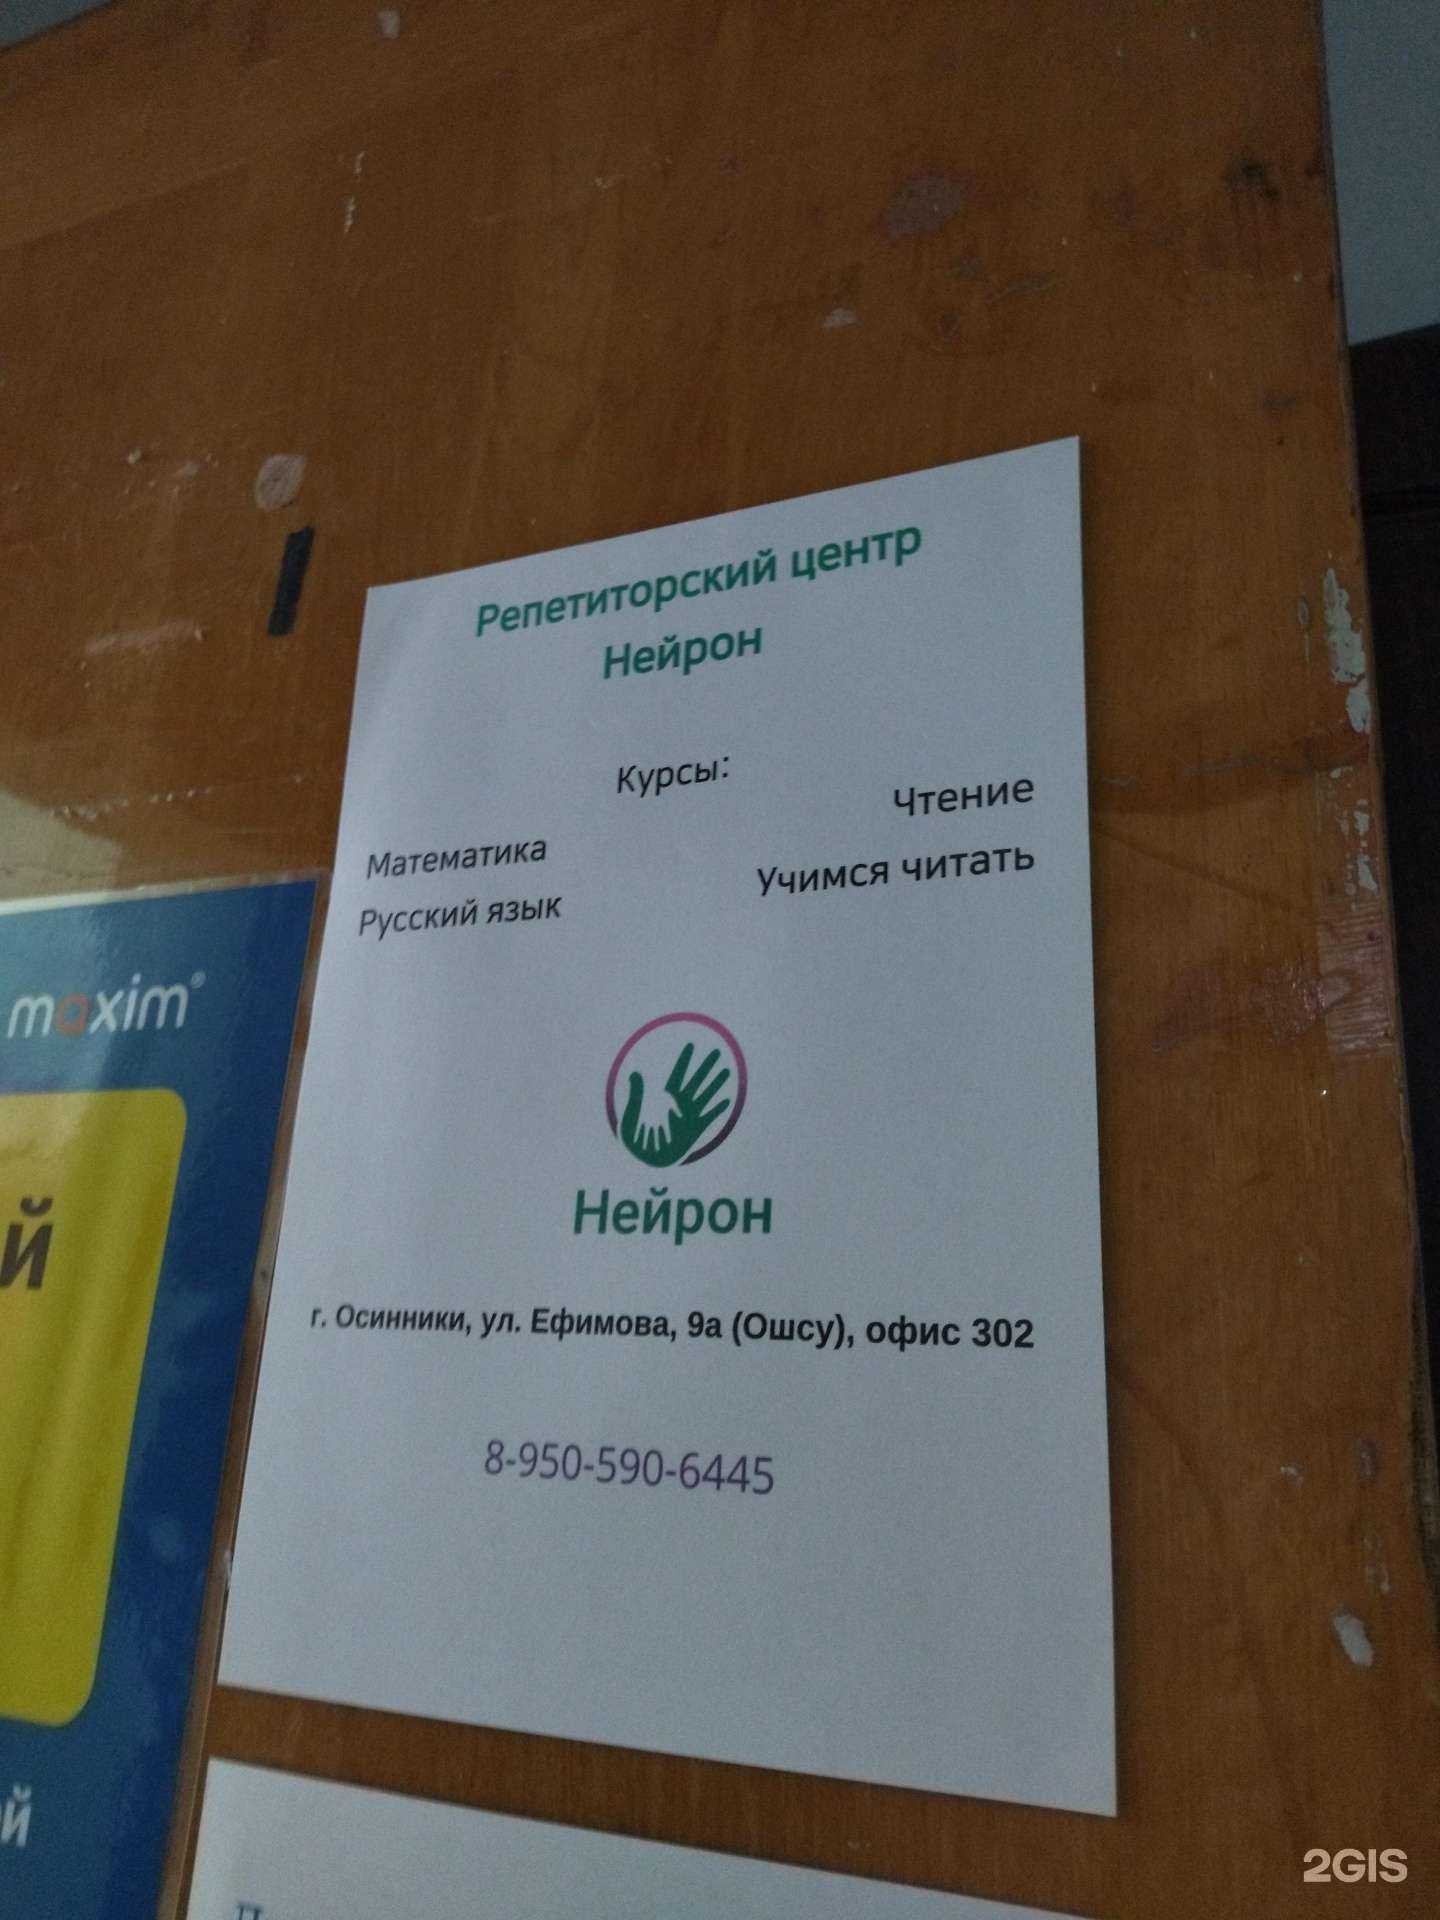 Репетиторский центр
Нейрон
Курсы:
Математика
Русский язык
Чтение
Учимся читать
Нейрон
г. Осинники, ул. Ефимова, 9а (Ошсу), офис 302
8-950-590-6445
maxim®
2GIS